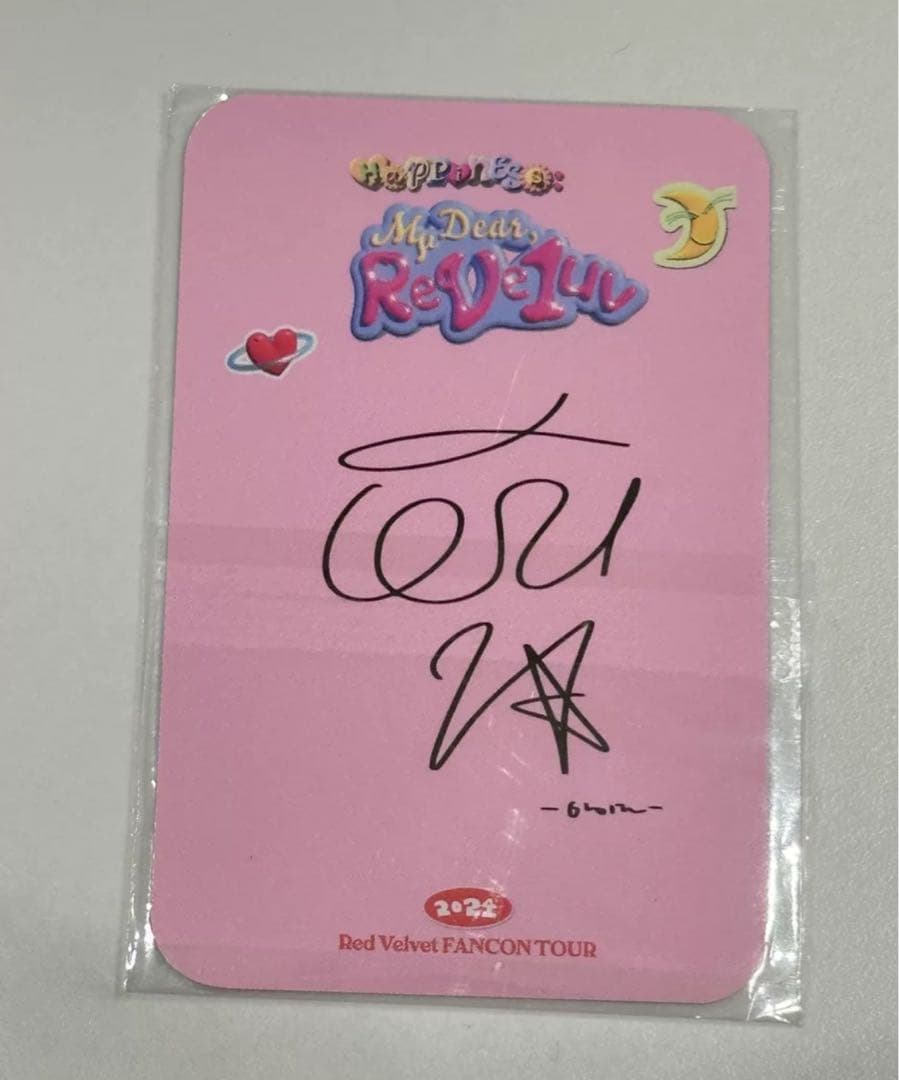 HaPPiNESS:
My Dear,
ReVe1uv
2024
Red Velvet FANCON TOUR